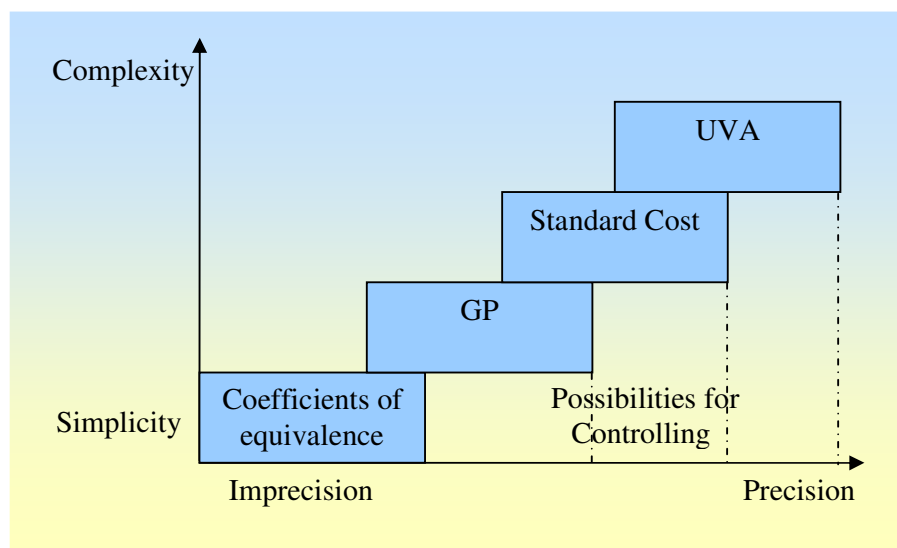 Complexity
UVA
Standard Cost
GP
Coefficients of
equivalence
Possibilities for
Controlling
Simplicity
Imprecision
Precision